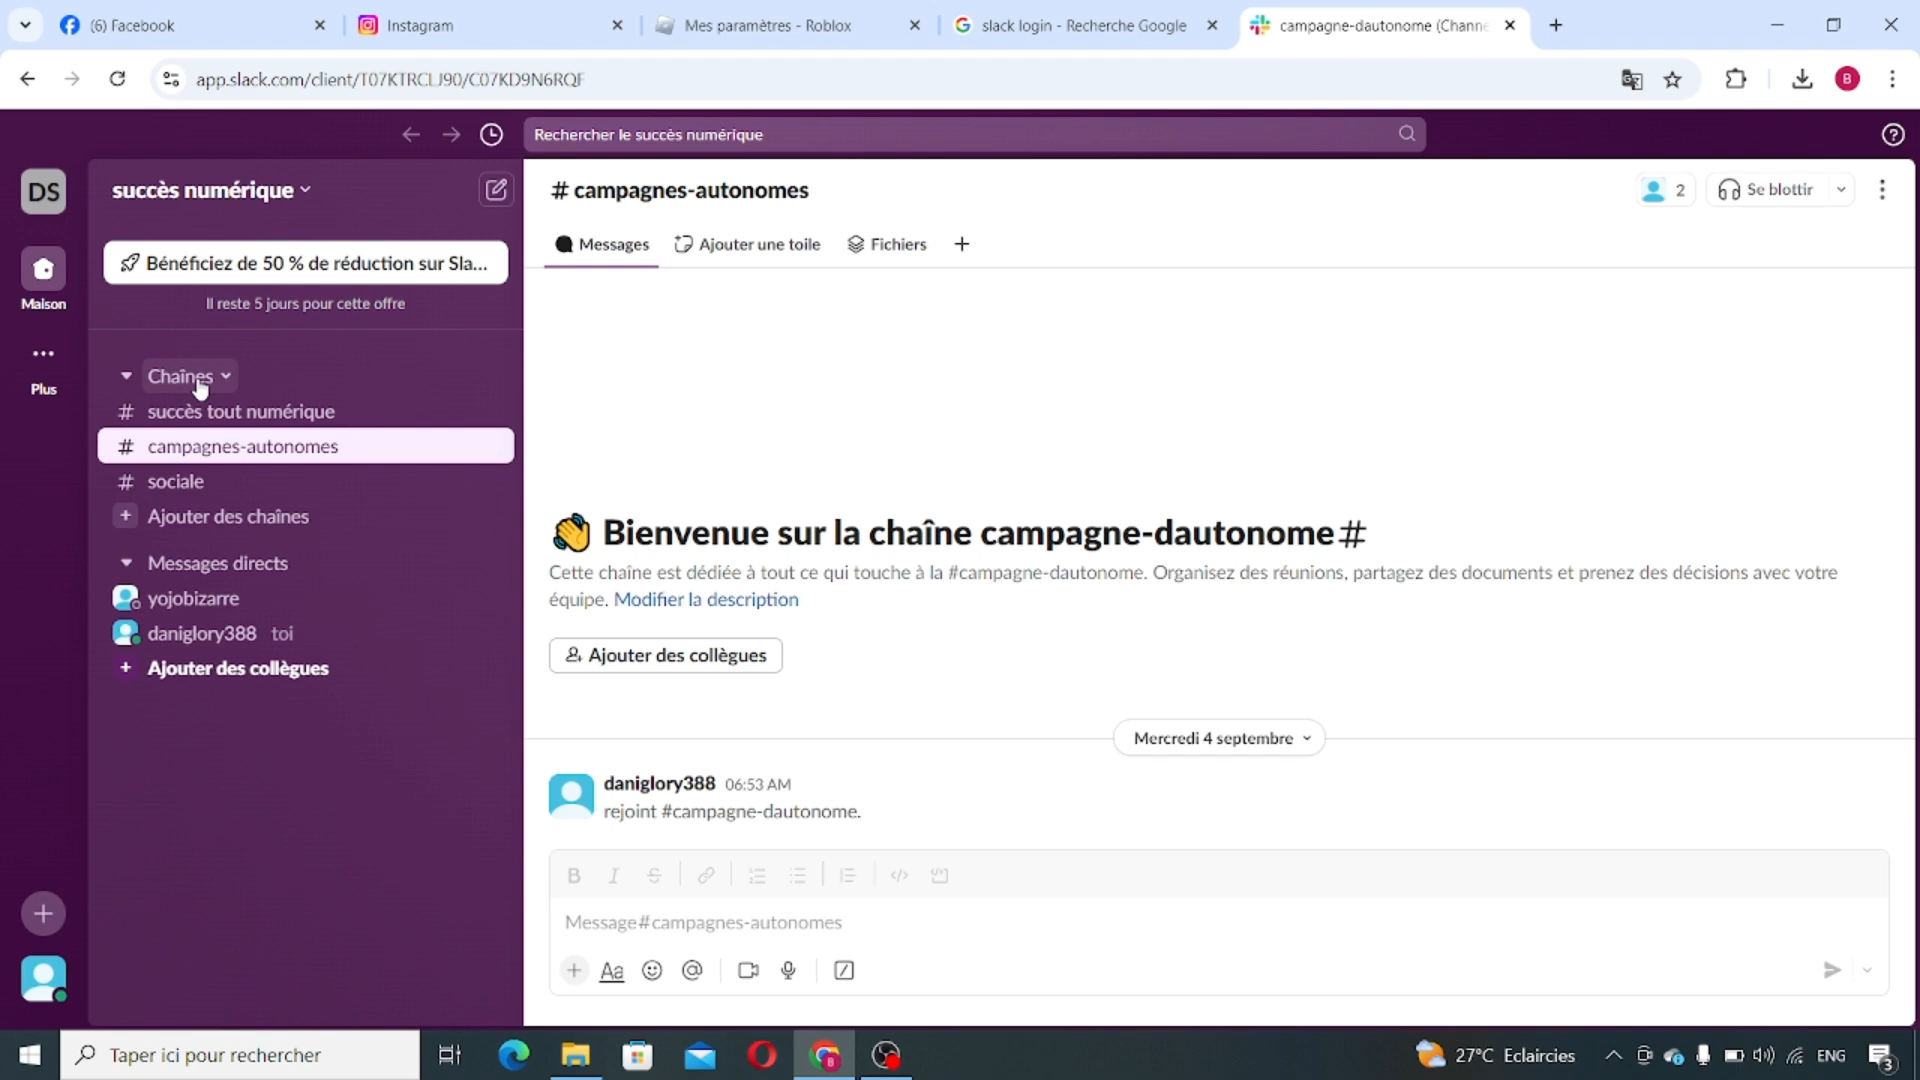 (6) Facebook
Instagram
Mes paramètres - Roblox
slack login - Recherche Google
campagne-dautonome (Channe
app.slack.com/client/T07KTRCLJ90/C07KD9N6RQF
B
Rechercher le succès numérique
DS
Maison
Plus
succès numérique
Bénéficiez de 50 % de réduction sur Sla...
Il reste 5 jours pour cette offre
Chaînes
# succès tout numérique
# campagnes-autonomes
# sociale
+ Ajouter des chaînes
Messages directs
yojobizarre
daniglory388 toi
+ Ajouter des collègues
# campagnes-autonomes
2
Se blottir
Messages
Ajouter une toile
Fichiers
Bienvenue sur la chaîne campagne-dautonome#
Cette chaîne est dédiée à tout ce qui touche à la #campagne-dautonome. Organisez des réunions, partagez des documents et prenez des décisions avec votre
équipe. Modifier la description
Ajouter des collègues
Mercredi 4 septembre
daniglory388 06:53 AM
rejoint #campagne-dautonome.
B I S
Message#campagnes-autonomes
Aa
Taper ici pour rechercher
27°C Eclaircies
ENG
3